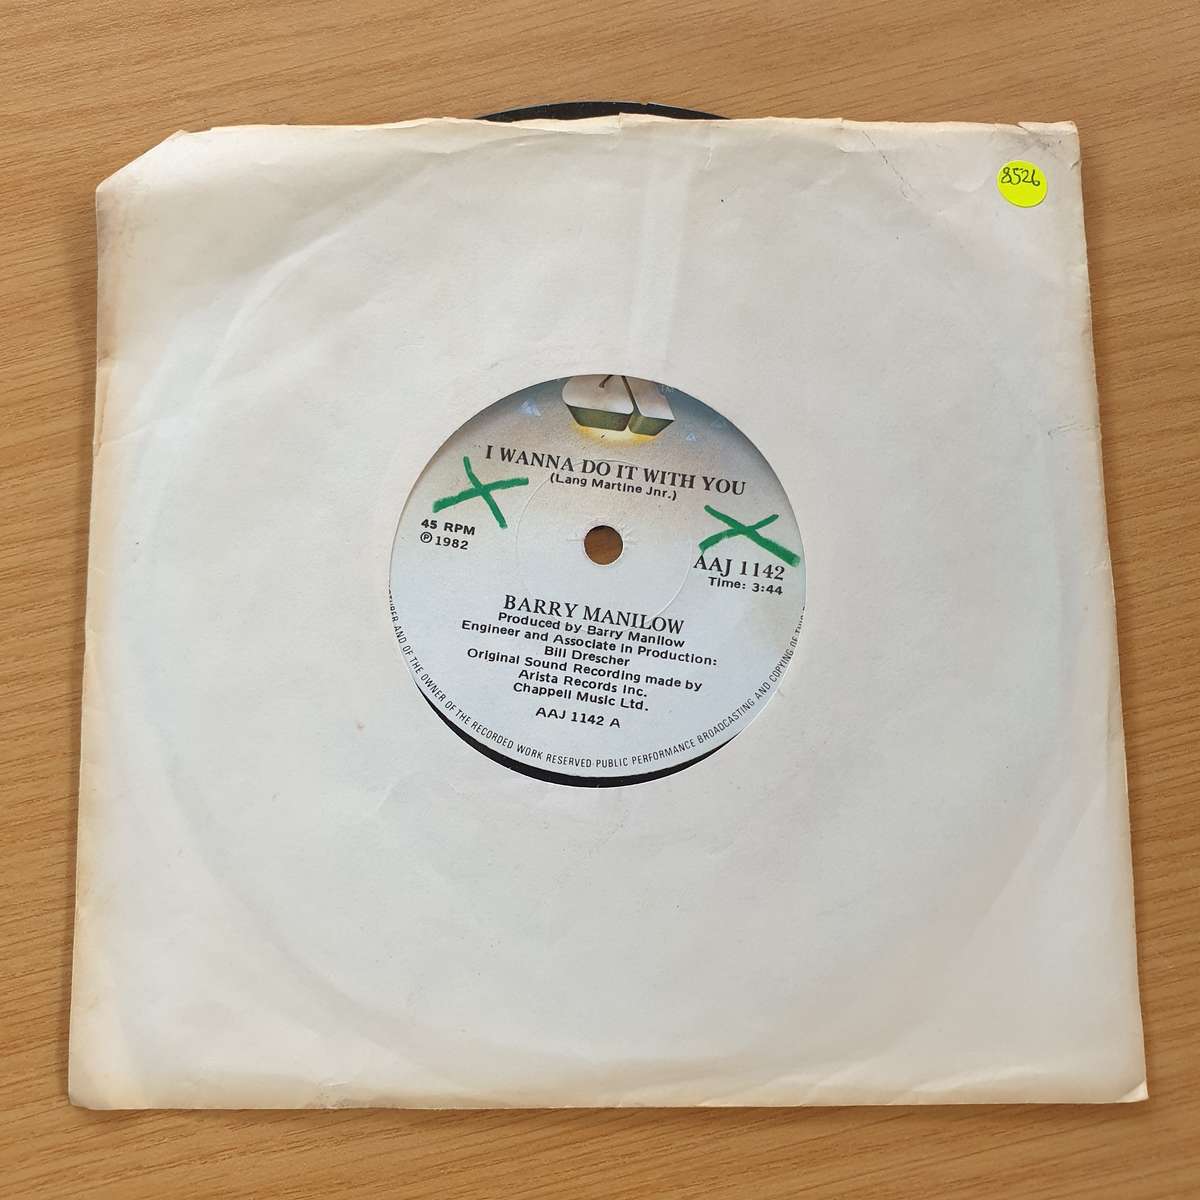 8526
I WANNA DO IT WITH YOU
(Lang Martine Jnr.)
45 RPM
℗ 1982
AAJ 1142
Time: 3:44
BARRY MANILOW
Produced by Barry Manilow
Engineer and Associate in Production:
Bill Drescher
Original Sound Recording made by
Arista Records Inc.
Chappell Music Ltd.
AAJ 1142 A
AND OF THE OWNER OF THE RECORDED WORK RESERVED·PUBLIC PERFORMANCE BROADCASTING AND COPYING OF